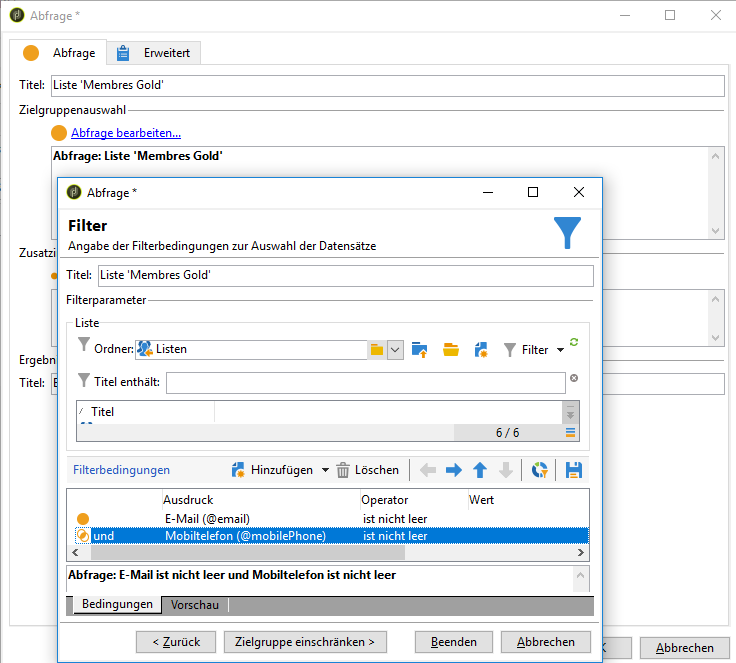 Abfrage *
Abfrage Erweitert
Titel: Liste 'Membres Gold'
Zielgruppenauswahl
Abfrage bearbeiten...
Abfrage: Liste 'Membres Gold'
Abfrage *
Filter
Angabe der Filterbedingungen zur Auswahl der Datensätze
Titel: Liste 'Membres Gold'
Filterparameter
Liste
Ordner: Listen Filter
Titel enthält:
Titel
6 / 6
Filterbedingungen Hinzufügen Löschen
Ausdruck Operator Wert
E-Mail (@email) ist nicht leer
und Mobiltelefon (@mobilePhone) ist nicht leer
Abfrage: E-Mail ist nicht leer und Mobiltelefon ist nicht leer
Bedingungen Vorschau
< Zurück Zielgruppe einschränken > Beenden Abbrechen
Zusatzi
Ergebn
Titel:
Abbrechen